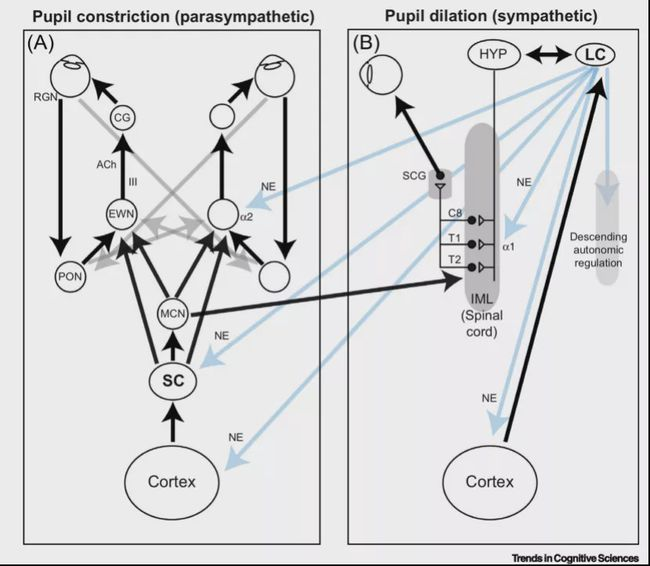 Pupil constriction (parasympathetic)
Pupil dilation (sympathetic)
(A)
RGN
CG
ACh
III
EWN
α2
NE
PON
MCN
NE
SC
NE
Cortex
(B)
HYP
LC
SCG
NE
C8
T1
α1
T2
Descending
autonomic
regulation
IML
(Spinal
cord)
NE
Cortex
Trends in Cognitive Sciences